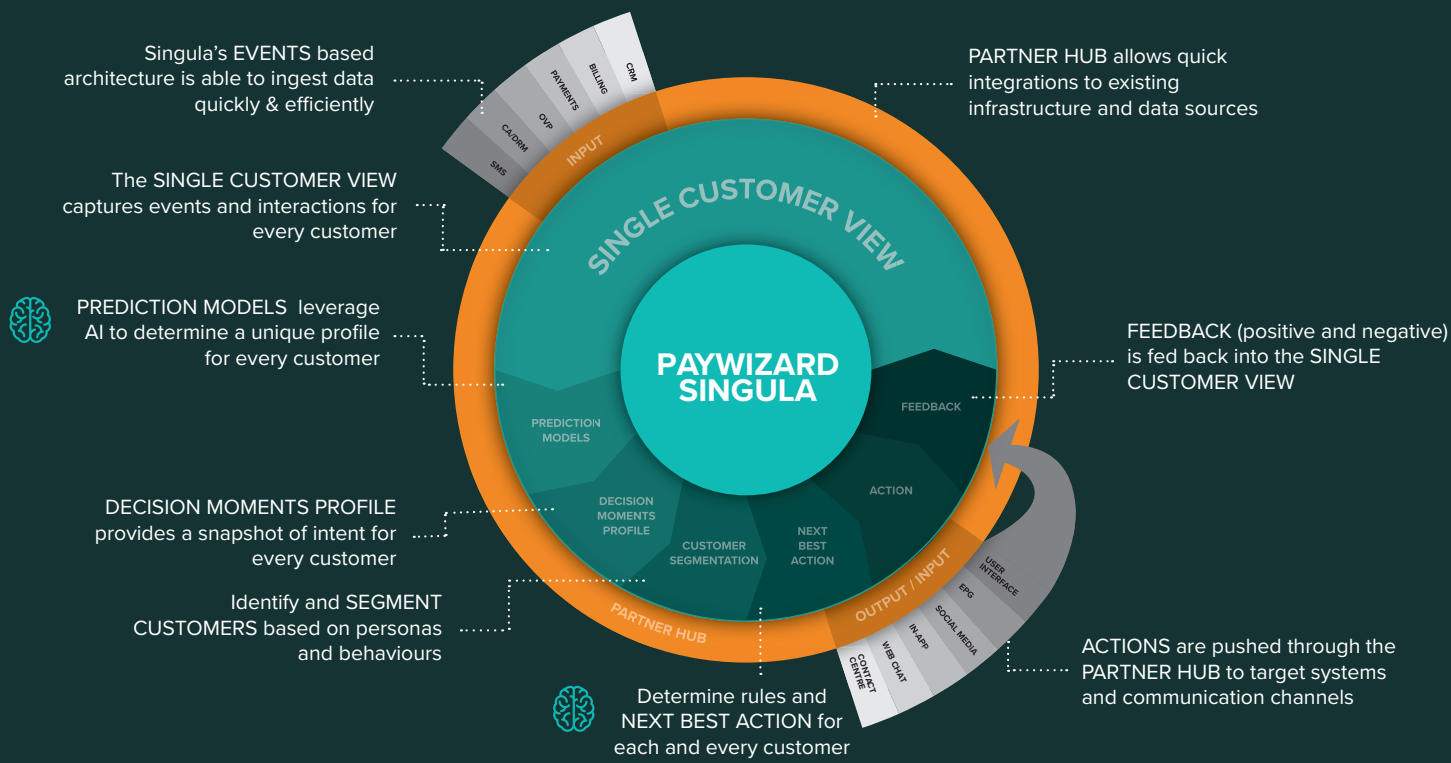 Singula's EVENTS based
architecture is able to ingest data
quickly & efficiently
The SINGLE CUSTOMER VIEW
captures events and interactions for
every customer
PREDICTION MODELS leverage
AI to determine a unique profile
for every customer
DECISION MOMENTS PROFILE
provides a snapshot of intent for
every customer
Identify and SEGMENT
CUSTOMERS based on personas
and behaviours
Determine rules and
NEXT BEST ACTION for
each and every customer
SMS
CA/DRM
OVP
PAYMENTS
BILLING
CRM
INPUT
SINGLE CUSTOMER VIEW
PAYWIZARD
SINGULA
PREDICTION
MODELS
DECISION
MOMENTS
PROFILE
CUSTOMER
SEGMENTATION
NEXT
BEST
ACTION
ACTION
FEEDBACK
PARTNER HUB
OUTPUT / INPUT
CONTACT
CENTRE
WEB CHAT
IN-APP
SOCIAL MEDIA
EPG
USER
INTERFACE
PARTNER HUB allows quick
integrations to existing
infrastructure and data sources
FEEDBACK (positive and negative)
is fed back into the SINGLE
CUSTOMER VIEW
ACTIONS are pushed through the
PARTNER HUB to target systems
and communication channels